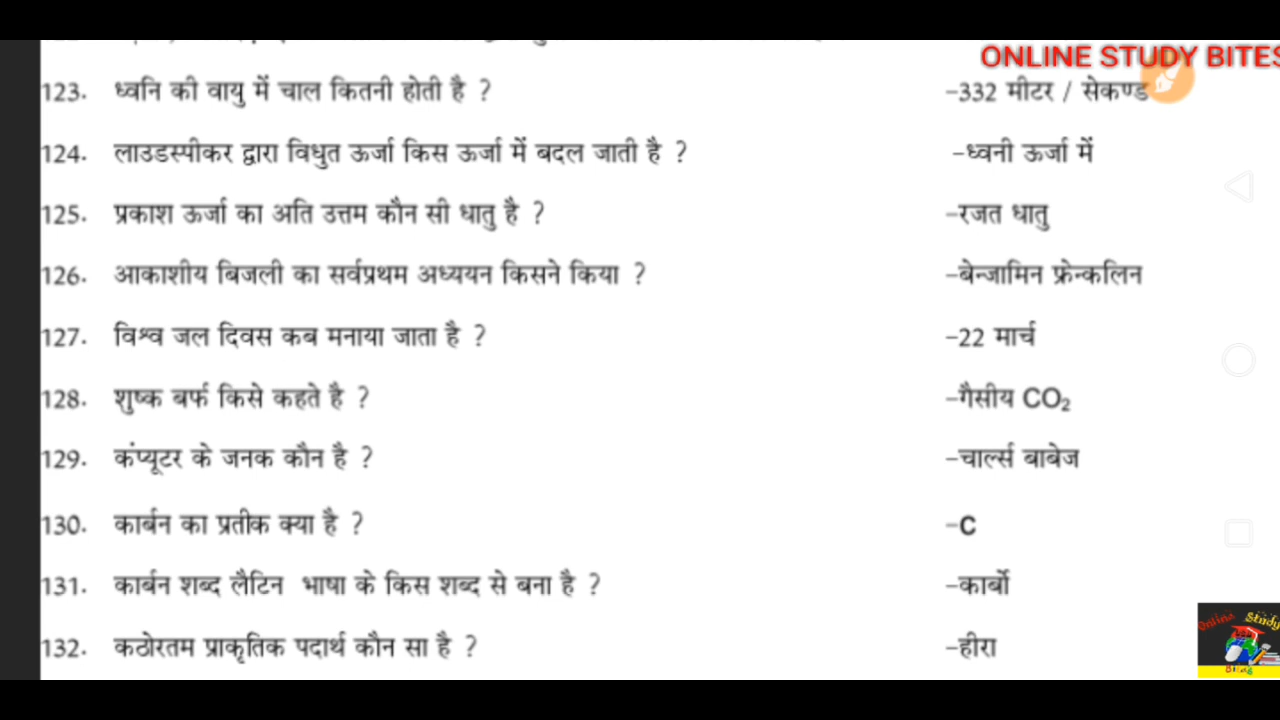 ONLINE STUDY BITES
123. ध्वनि की वायु में चाल कितनी होती है ? -332 मीटर / सेकण्ड
124. लाउडस्पीकर द्वारा विधुत ऊर्जा किस ऊर्जा में बदल जाती है ? -ध्वनी ऊर्जा में
125. प्रकाश ऊर्जा का अति उत्तम कौन सी धातु है ? -रजत धातु
126. आकाशीय बिजली का सर्वप्रथम अध्ययन किसने किया ? -बेन्जामिन फ्रेन्कलिन
127. विश्व जल दिवस कब मनाया जाता है ? -22 मार्च
128. शुष्क बर्फ किसे कहते है ? -गैसीय CO₂
129. कंप्यूटर के जनक कौन है ? -चार्ल्स बाबेज
130. कार्बन का प्रतीक क्या है ? -C
131. कार्बन शब्द लैटिन भाषा के किस शब्द से बना है ? -कार्बो
132. कठोरतम प्राकृतिक पदार्थ कौन सा है ? -हीरा
Online Study
Bites